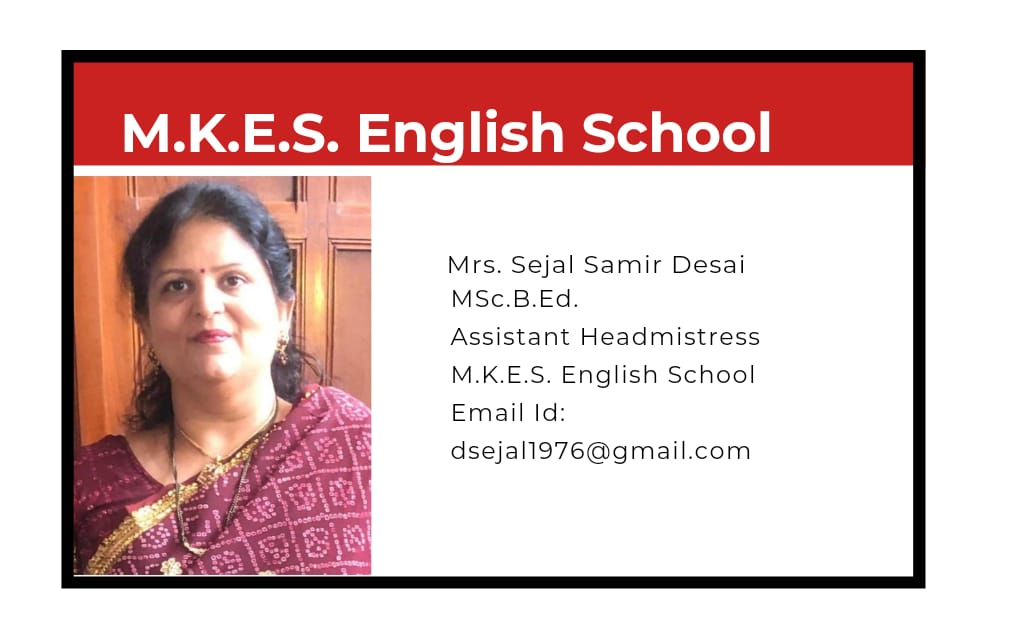 M.K.E.S. English School
Mrs. Sejal Samir Desai
MSc.B.Ed.
Assistant Headmistress
M.K.E.S. English School
Email Id:
dsejal1976@gmail.com